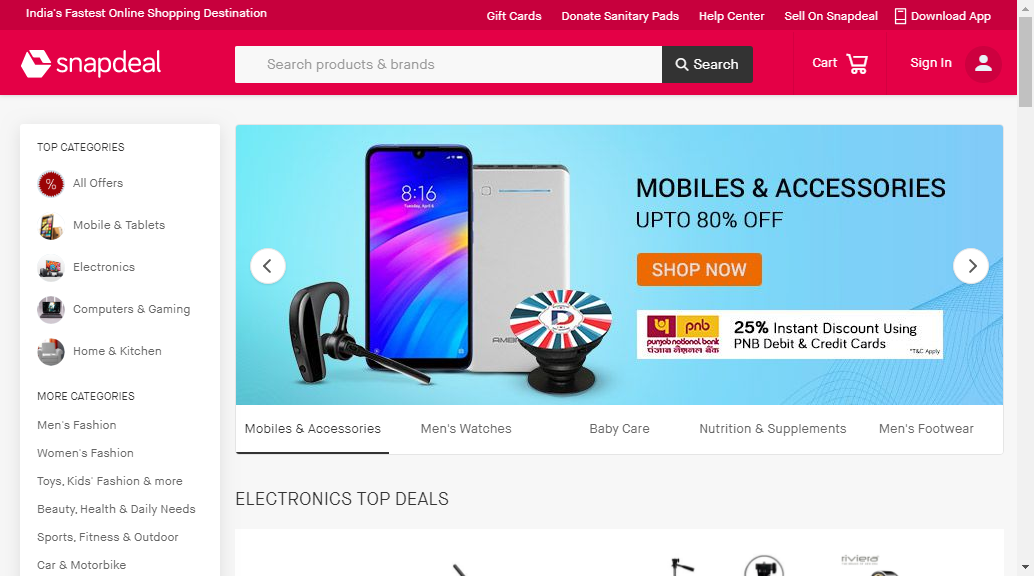 India's Fastest Online Shopping Destination
Gift Cards
Donate Sanitary Pads
Help Center
Sell On Snapdeal
Download App
snapdeal
Search products & brands
Search
Cart
Sign In
TOP CATEGORIES
% All Offers
Mobile & Tablets
Electronics
Computers & Gaming
Home & Kitchen
MORE CATEGORIES
Men's Fashion
Women's Fashion
Toys, Kids' Fashion & more
Beauty, Health & Daily Needs
Sports, Fitness & Outdoor
Car & Motorbike
8:16
Tuesday, April 6
MOBILES & ACCESSORIES
UPTO 80% OFF
SHOP NOW
pnb
punjab national bank
पंजाब नैशनल बैंक
25% Instant Discount Using
PNB Debit & Credit Cards
*T&C Apply
Mobiles & Accessories
Men's Watches
Baby Care
Nutrition & Supplements
Men's Footwear
ELECTRONICS TOP DEALS
riviera